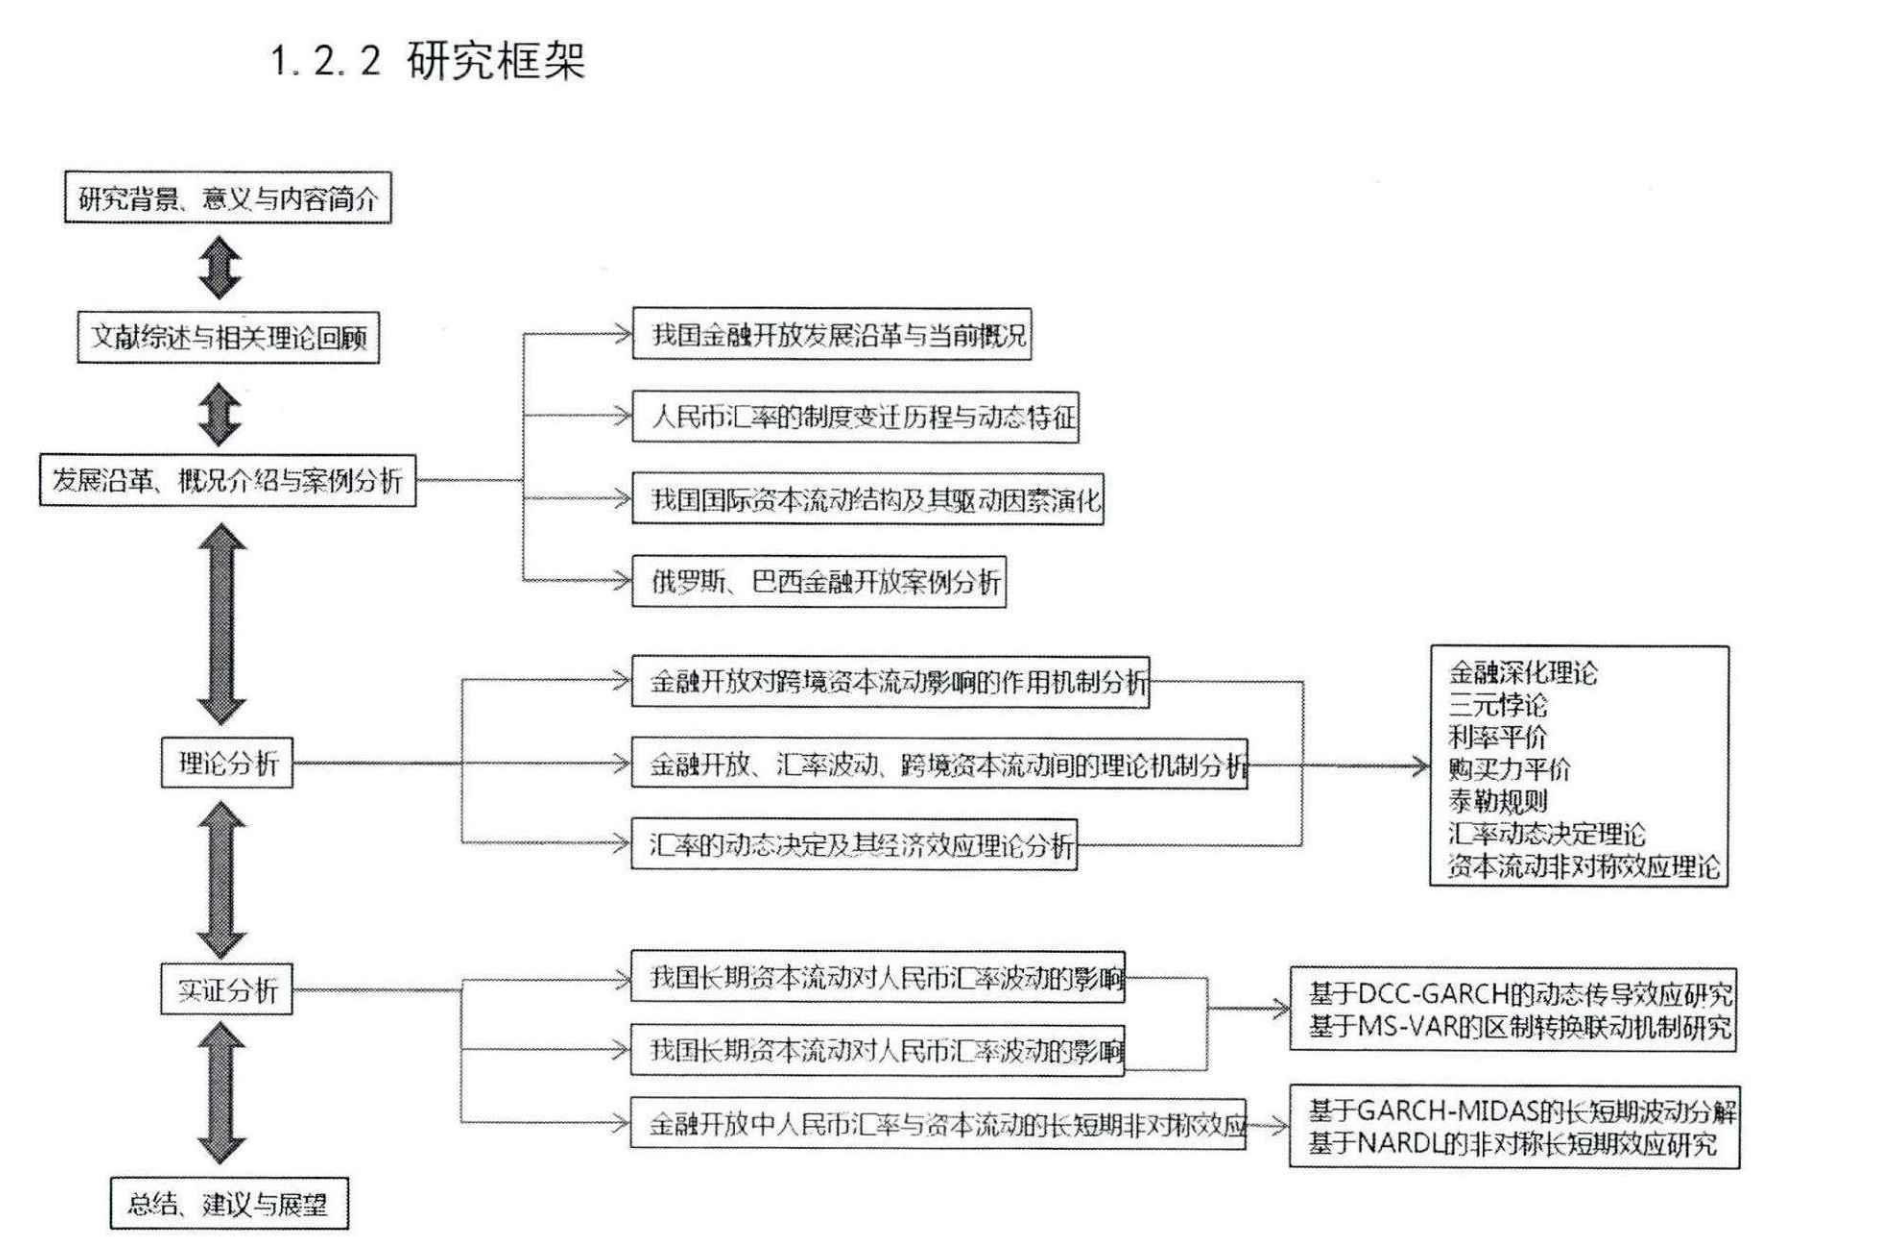 1.2.2 研究框架
研究背景、意义与内容简介
文献综述与相关理论回顾
发展沿革、概况介绍与案例分析
我国金融开放发展沿革与当前概况
人民币汇率的制度变迁历程与动态特征
我国国际资本流动结构及其驱动因素演化
俄罗斯、巴西金融开放案例分析
理论分析
金融开放对跨境资本流动影响的作用机制分析
金融开放、汇率波动、跨境资本流动间的理论机制分析
汇率的动态决定及其经济效应理论分析
金融深化理论
三元悖论
利率平价
购买力平价
泰勒规则
汇率动态决定理论
资本流动非对称效应理论
实证分析
我国长期资本流动对人民币汇率波动的影响
我国长期资本流动对人民币汇率波动的影响
金融开放中人民币汇率与资本流动的长短期非对称效应
基于DCC-GARCH的动态传导效应研究
基于MS-VAR的区制转换联动机制研究
基于GARCH-MIDAS的长短期波动分解
基于NARDL的非对称长短期效应研究
总结、建议与展望